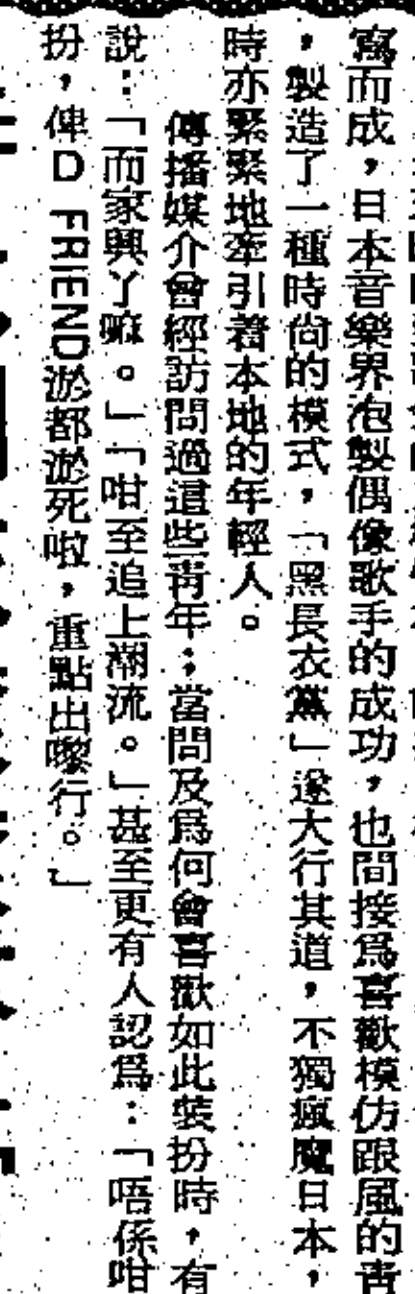 寫而成，日本音樂界泡製偶像歌手的成功，也間接爲喜歡模仿跟風的青
，製造了一種時尚的模式，「黑長衣黨」遂大行其道，不獨瘋魔日本，
時亦緊緊地牽引着本地的年輕人。
傳播媒介曾經訪問過這些青年；當問及爲何會喜歡如此裝扮時，有
說：「而家興丫嘛。」「咁至追上潮流。」甚至更有人認爲：「唔係咁
扮，俾D FRIEND淤都淤死啦，重點出嚟行。」